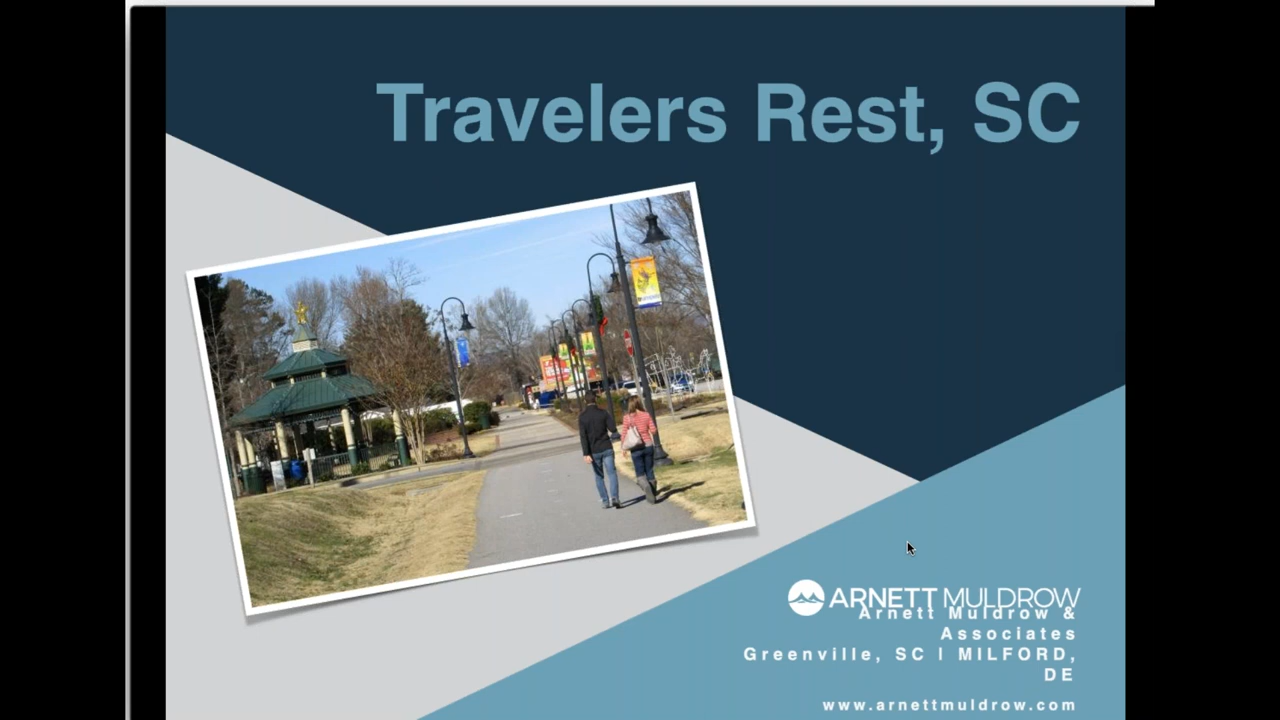 Travelers Rest, SC
ARNETT MULDROW
Arnett Muldrow &
Associates
Greenville, SC | MILFORD,
DE
www.arnettmuldrow.com